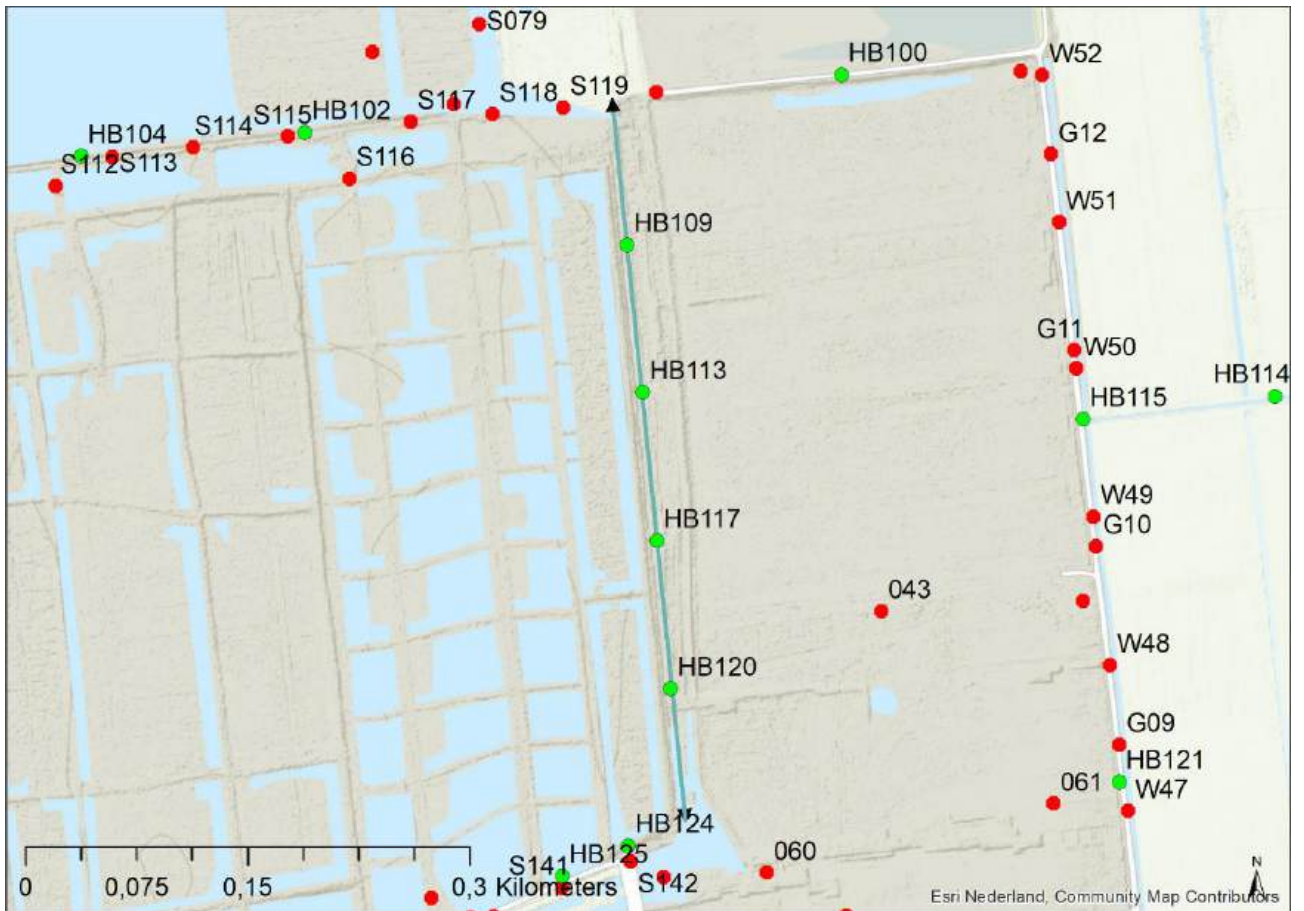 S079
HB100
W52
S119
S118
S117
HB102
S115
S114
HB104
G12
S112
S113
S116
W51
HB109
G11
W50
HB113
HB114
HB115
W49
HB117
G10
043
W48
HB120
G09
HB121
061
W47
HB124
HB125
S141
060
S142
0 0,075 0,15 0,3 Kilometers
N
Esri Nederland, Community Map Contributors